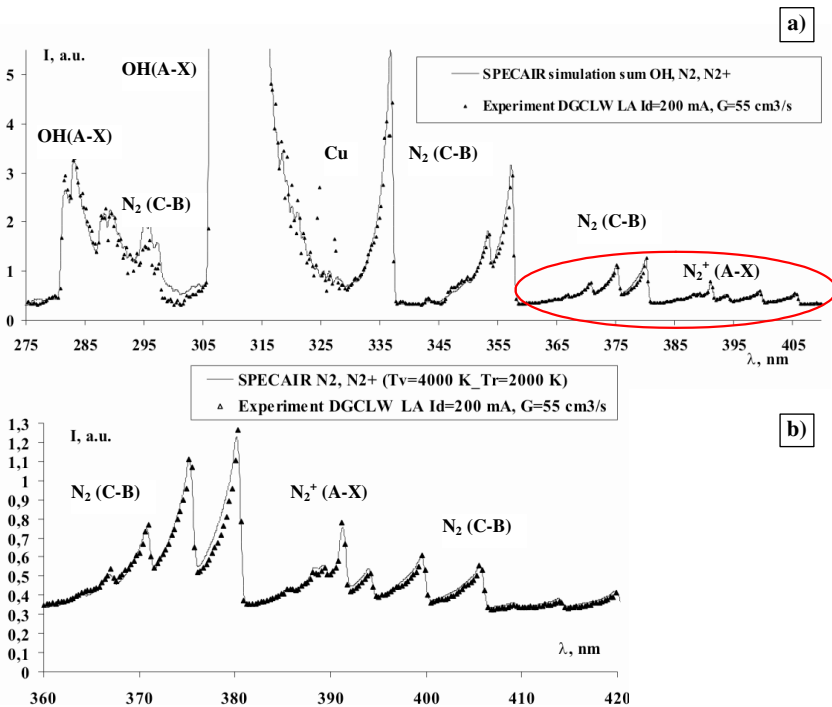 a)
I, a.u.
OH(A-X)
SPECAIR simulation sum OH, N2, N2+
Experiment DGCLW LA Id=200 mA, G=55 cm3/s
OH(A-X)
Cu
N₂ (C-B)
N₂ (C-B)
N₂ (C-B)
N₂⁺ (A-X)
5
4
3
2
1
0
275 285 295 305 315 325 335 345 355 365 375 385 395 405
λ, nm
SPECAIR N2, N2+ (Tv=4000 K_Tr=2000 K)
Experiment DGCLW LA Id=200 mA, G=55 cm3/s
b)
I, a.u.
N₂ (C-B)
N₂⁺ (A-X)
N₂ (C-B)
1,3
1,2
1,1
1
0,9
0,8
0,7
0,6
0,5
0,4
0,3
0,2
0,1
0
λ, nm
360 370 380 390 400 410 420